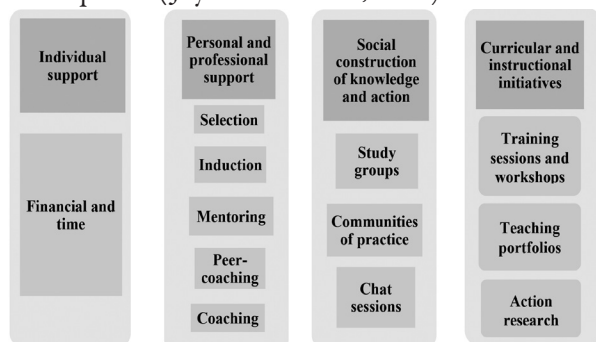 Individual
support
Financial and
time
Personal and
professional
support
Selection
Induction
Mentoring
Peer-
coaching
Coaching
Social
construction
of knowledge
and action
Study
groups
Communities
of practice
Chat
sessions
Curricular and
instructional
initiatives
Training
sessions and
workshops
Teaching
portfolios
Action
research